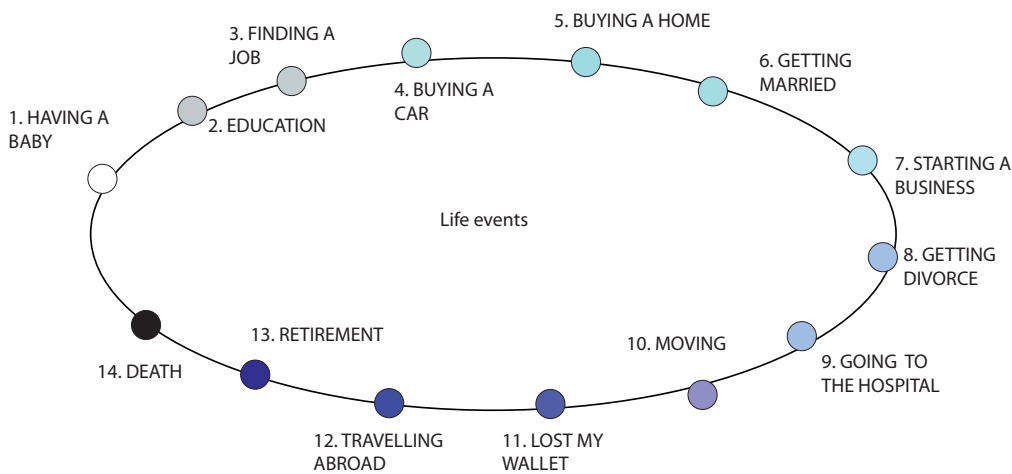 1. HAVING A
BABY
2. EDUCATION
3. FINDING A
JOB
4. BUYING A
CAR
5. BUYING A HOME
6. GETTING
MARRIED
7. STARTING A
BUSINESS
8. GETTING
DIVORCE
9. GOING TO
THE HOSPITAL
10. MOVING
11. LOST MY
WALLET
12. TRAVELLING
ABROAD
13. RETIREMENT
14. DEATH
Life events